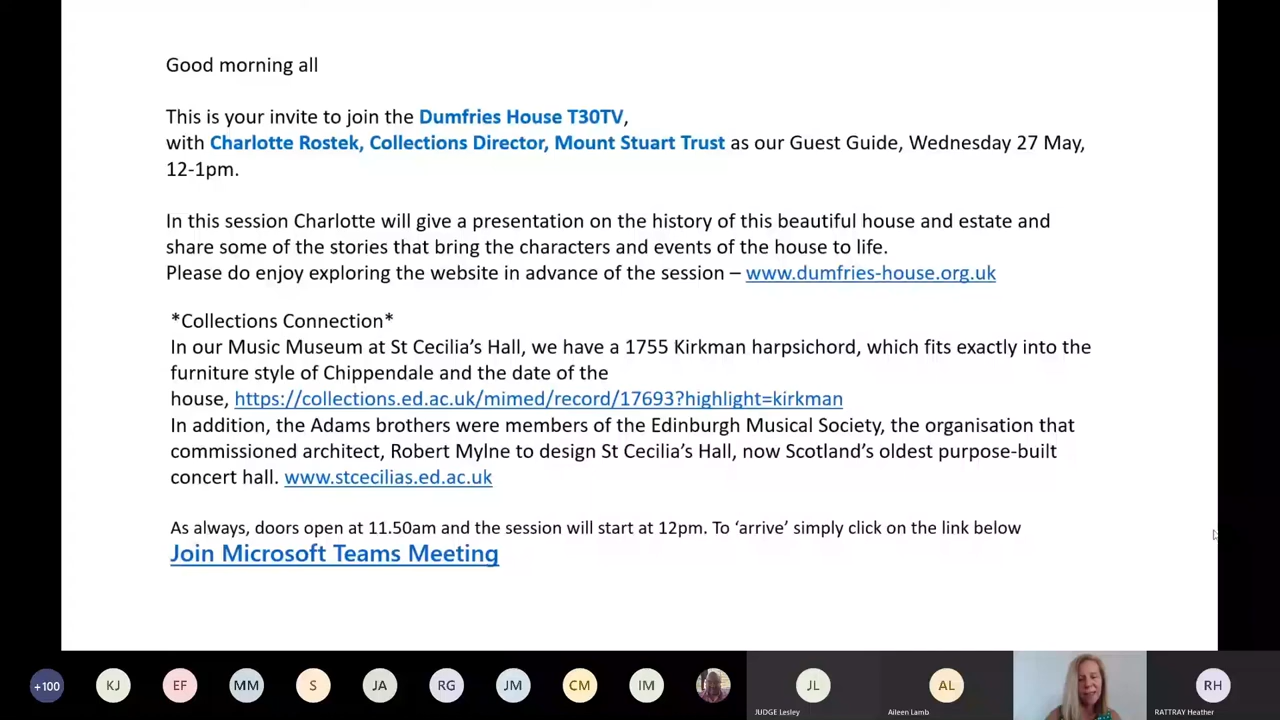 Good morning all
This is your invite to join the Dumfries House T30TV,
with Charlotte Rostek, Collections Director, Mount Stuart Trust as our Guest Guide, Wednesday 27 May,
12-1pm.
In this session Charlotte will give a presentation on the history of this beautiful house and estate and
share some of the stories that bring the characters and events of the house to life.
Please do enjoy exploring the website in advance of the session – www.dumfries-house.org.uk
*Collections Connection*
In our Music Museum at St Cecilia’s Hall, we have a 1755 Kirkman harpsichord, which fits exactly into the
furniture style of Chippendale and the date of the
house, https://collections.ed.ac.uk/mimed/record/17693?highlight=kirkman
In addition, the Adams brothers were members of the Edinburgh Musical Society, the organisation that
commissioned architect, Robert Mylne to design St Cecilia’s Hall, now Scotland’s oldest purpose-built
concert hall. www.stcecilias.ed.ac.uk
As always, doors open at 11.50am and the session will start at 12pm. To ‘arrive’ simply click on the link below
Join Microsoft Teams Meeting
+100 KJ EF MM S JA RG JM CM IM JL AL RH
JUDGE Lesley Aileen Lamb RATTRAY Heather